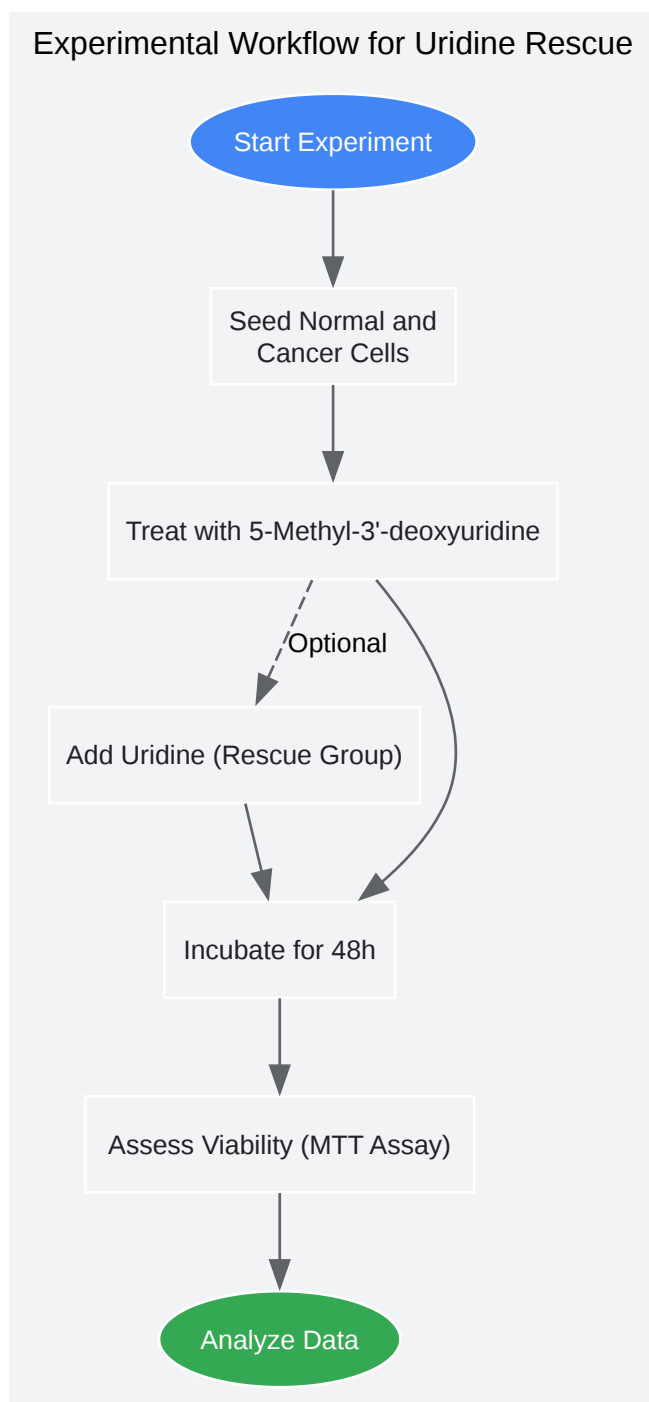 Experimental Workflow for Uridine Rescue
Start Experiment
Seed Normal and
Cancer Cells
Treat with 5-Methyl-3'-deoxyuridine
Optional
Add Uridine (Rescue Group)
Incubate for 48h
Assess Viability (MTT Assay)
Analyze Data